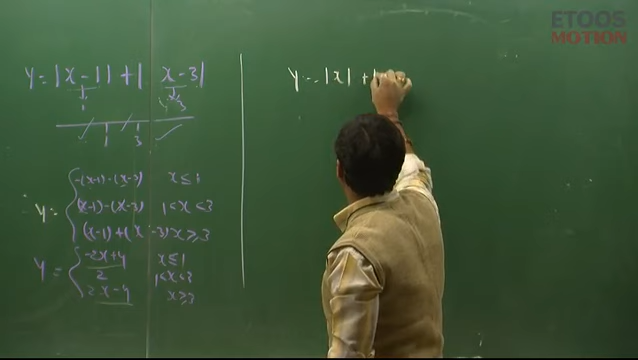 ETOOS
MOTION
y = |x-1| + |x-3|
1 3
1 3
y = -(x-1)-(x-3) x ≤ 1
(x-1)-(x-3) 1<x<3
(x-1)+(x-3) x ≥ 3
y = -2x+4 x ≤ 1
2 1<x<3
2x-4 x ≥ 3
y = |x| +